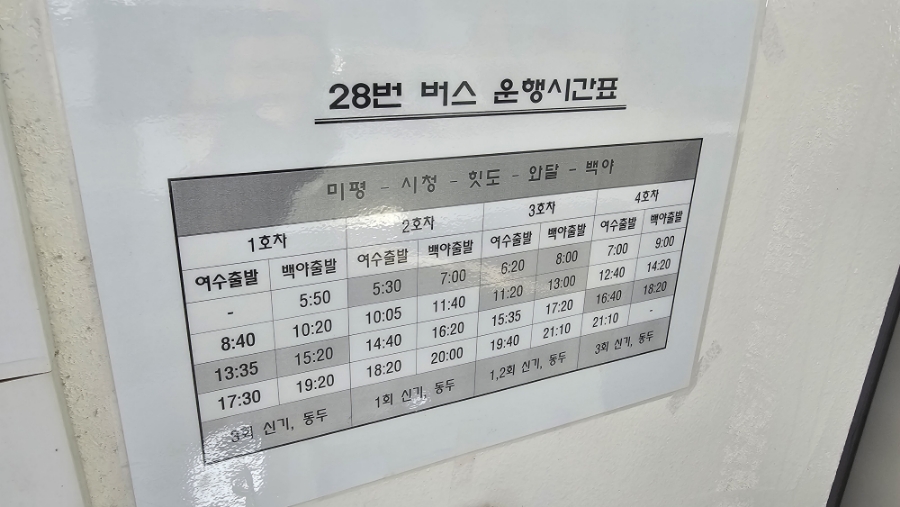 28번 버스 운행시간표
미평 - 시청 - 힛도 - 와달 - 백야
1호차 2호차 3호차 4호차
여수출발 백야출발 여수출발 백야출발 여수출발 백야출발 여수출발 백야출발
- 5:50 5:30 7:00 6:20 8:00 7:00 9:00
8:40 10:20 10:05 11:40 11:20 13:00 12:40 14:20
13:35 15:20 14:40 16:20 15:35 17:20 16:40 18:20
17:30 19:20 18:20 20:00 19:40 21:10 21:10 -
3회 신기, 동두 1회 신기, 동두 1,2회 신기, 동두 3회 신기, 동두